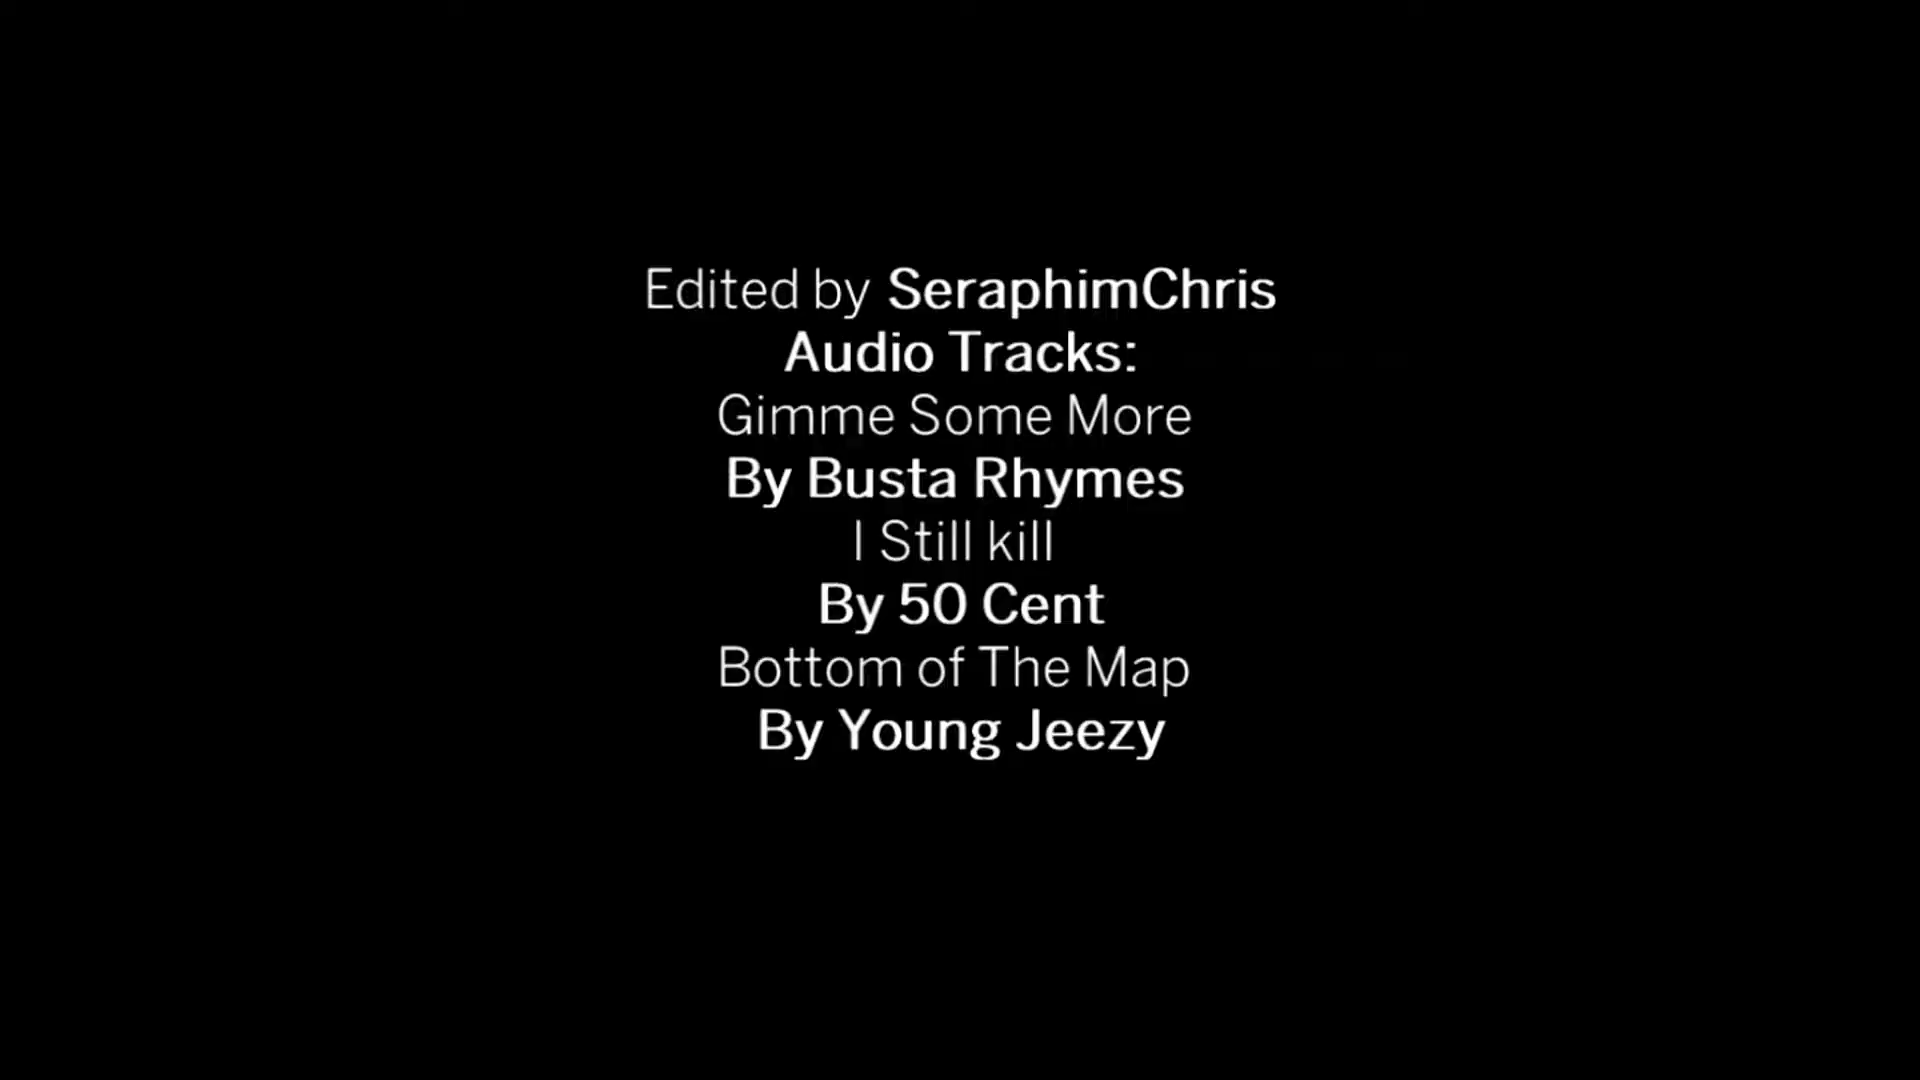 Edited by SeraphimChris
Audio Tracks:
Gimme Some More
By Busta Rhymes
I Still kill
By 50 Cent
Bottom of The Map
By Young Jeezy